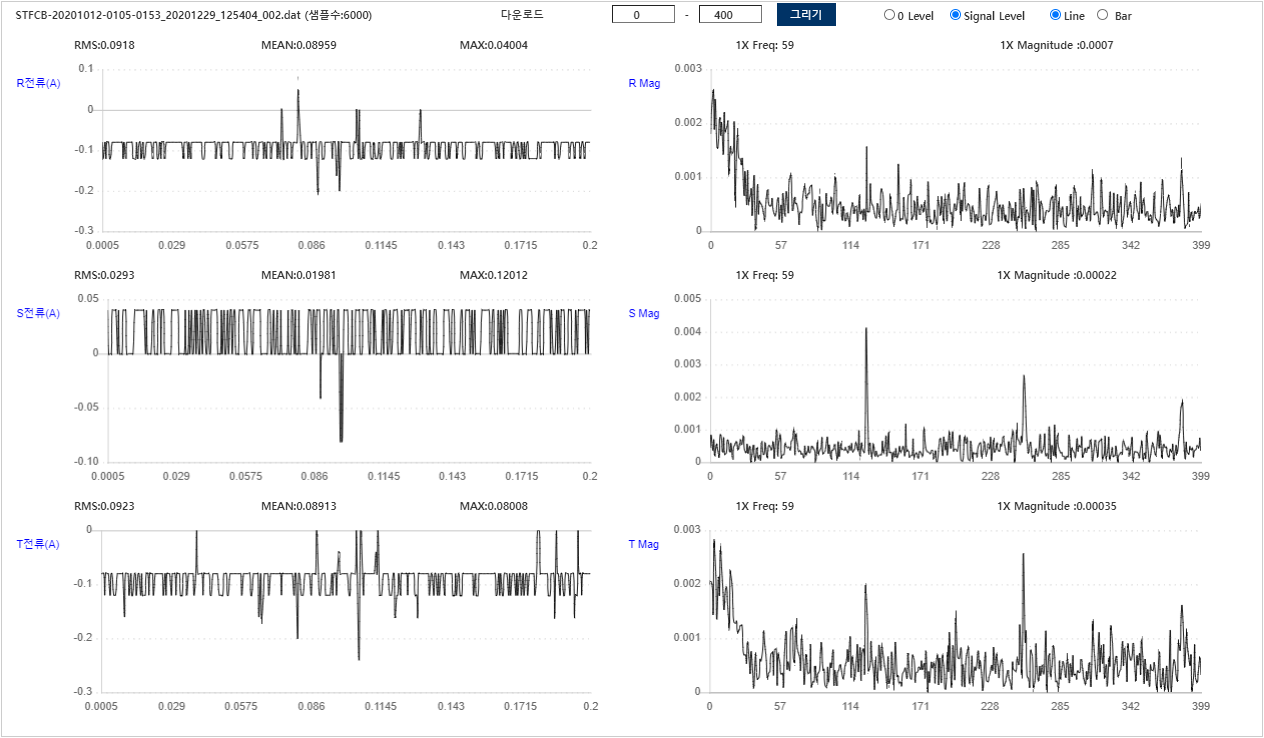 STFCB-20201012-0105-0153_20201229_125404_002.dat (샘플수:6000) 다운로드 0 - 400 그리기 0 Level Signal Level Line Bar
RMS:0.0918 MEAN:0.08959 MAX:0.04004 1X Freq: 59 1X Magnitude :0.0007
R전류(A)
0.1
0
-0.1
-0.2
-0.3
0.0005 0.029 0.0575 0.086 0.1145 0.143 0.1715 0.2
R Mag
0.003
0.002
0.001
0
0 57 114 171 228 285 342 399
RMS:0.0293 MEAN:0.01981 MAX:0.12012 1X Freq: 59 1X Magnitude :0.00022
S전류(A)
0.05
0
-0.05
-0.10
0.0005 0.029 0.0575 0.086 0.1145 0.143 0.1715 0.2
S Mag
0.005
0.004
0.003
0.002
0.001
0
0 57 114 171 228 285 342 399
RMS:0.0923 MEAN:0.08913 MAX:0.08008 1X Freq: 59 1X Magnitude :0.00035
T전류(A)
0
-0.1
-0.2
-0.3
0.0005 0.029 0.0575 0.086 0.1145 0.143 0.1715 0.2
T Mag
0.003
0.002
0.001
0
0 57 114 171 228 285 342 399